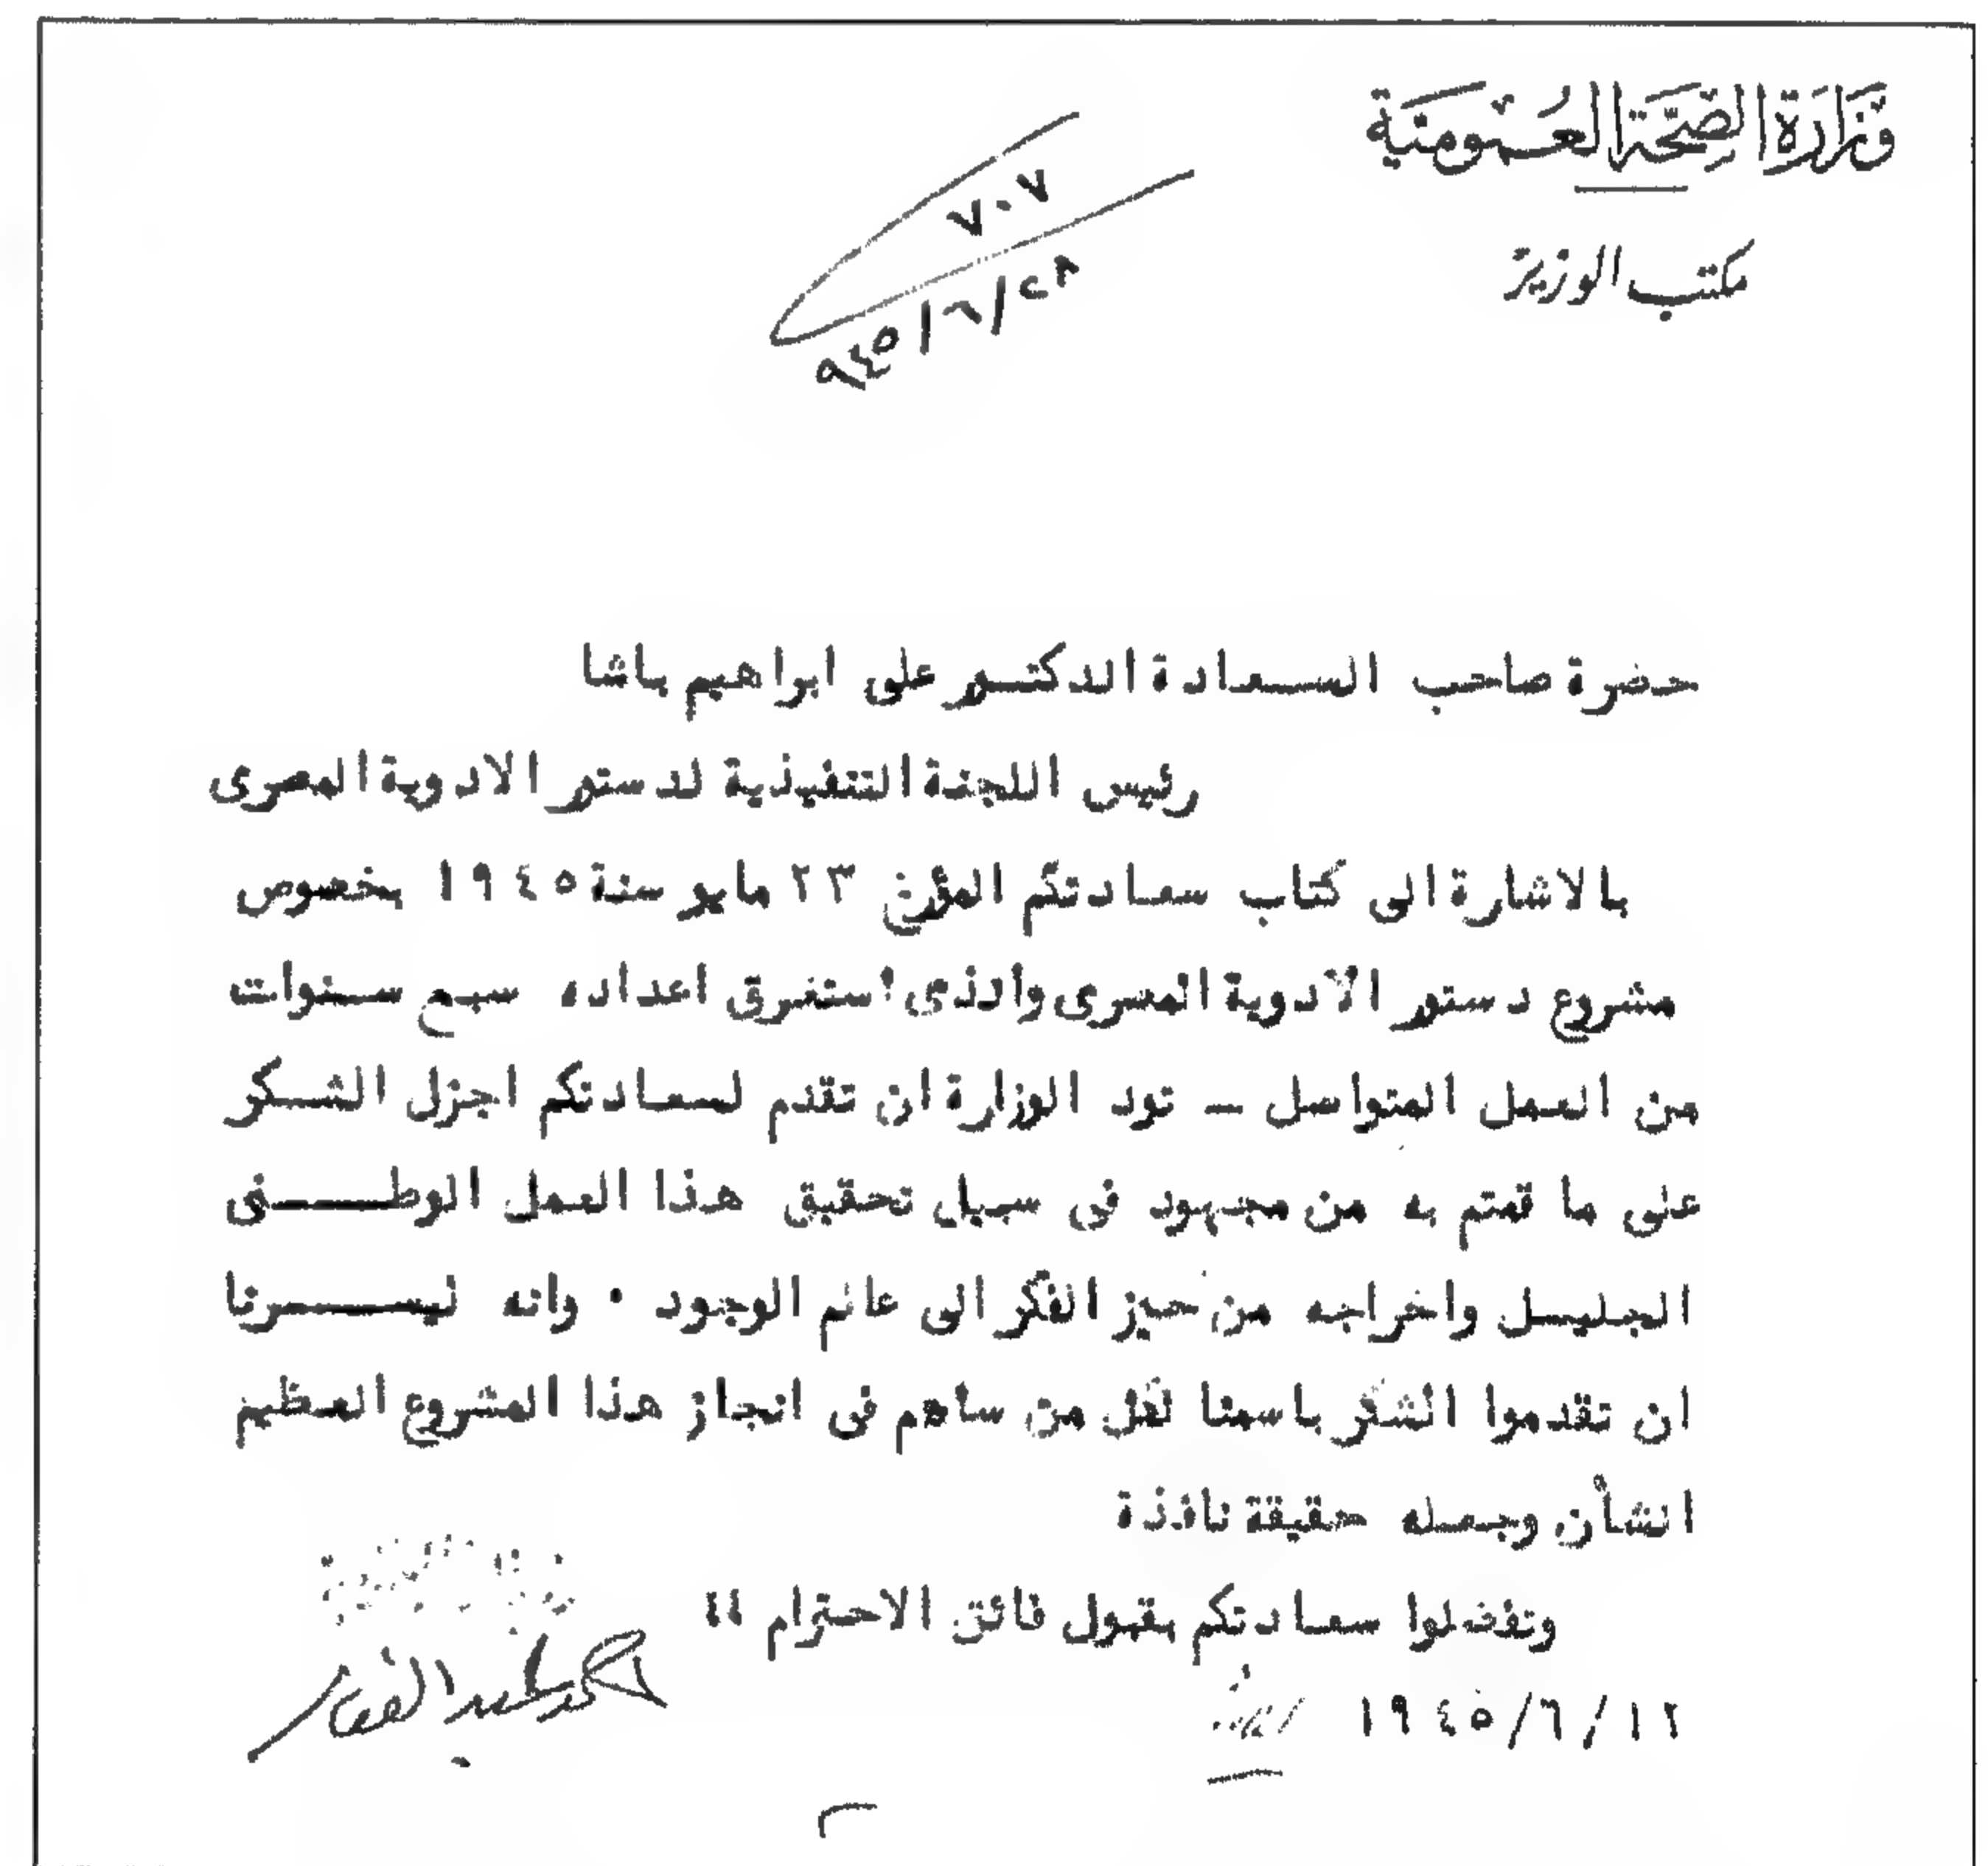 وزارة الصحة العمومية
مكتب الوزير
٧٠٧
٩٤٥/٦/٢٨
حضرة صاحب السعادة الدكتور على ابراهيم باشا
رئيس اللجنة التنفيذية لدستور الادوية المصرى
بالاشارة الى كتاب سعادتكم المؤرخ ٢٣ مايو سنة ١٩٤٥ بخصوص
مشروع دستور الادوية المصرى والذى استغرق اعداده سبع سنوات
من العمل المتواصل — تود الوزارة ان تقدم لسعادتكم اجزل الشكر
على ما قمتم به من مجهود فى سبيل تحقيق هذا العمل الوطنى
الجليل واخراجه من حيز الفكر الى عالم الوجود ٠ وانه ليسرنا
ان تقدموا الشكر باسمنا لكل من ساهم فى انجاز هذا المشروع العظيم
الشأن وجعله حقيقة نافذة
وتفضلوا سعادتكم بقبول فائق الاحترام ،،
١٩٤٥/٦/١٢